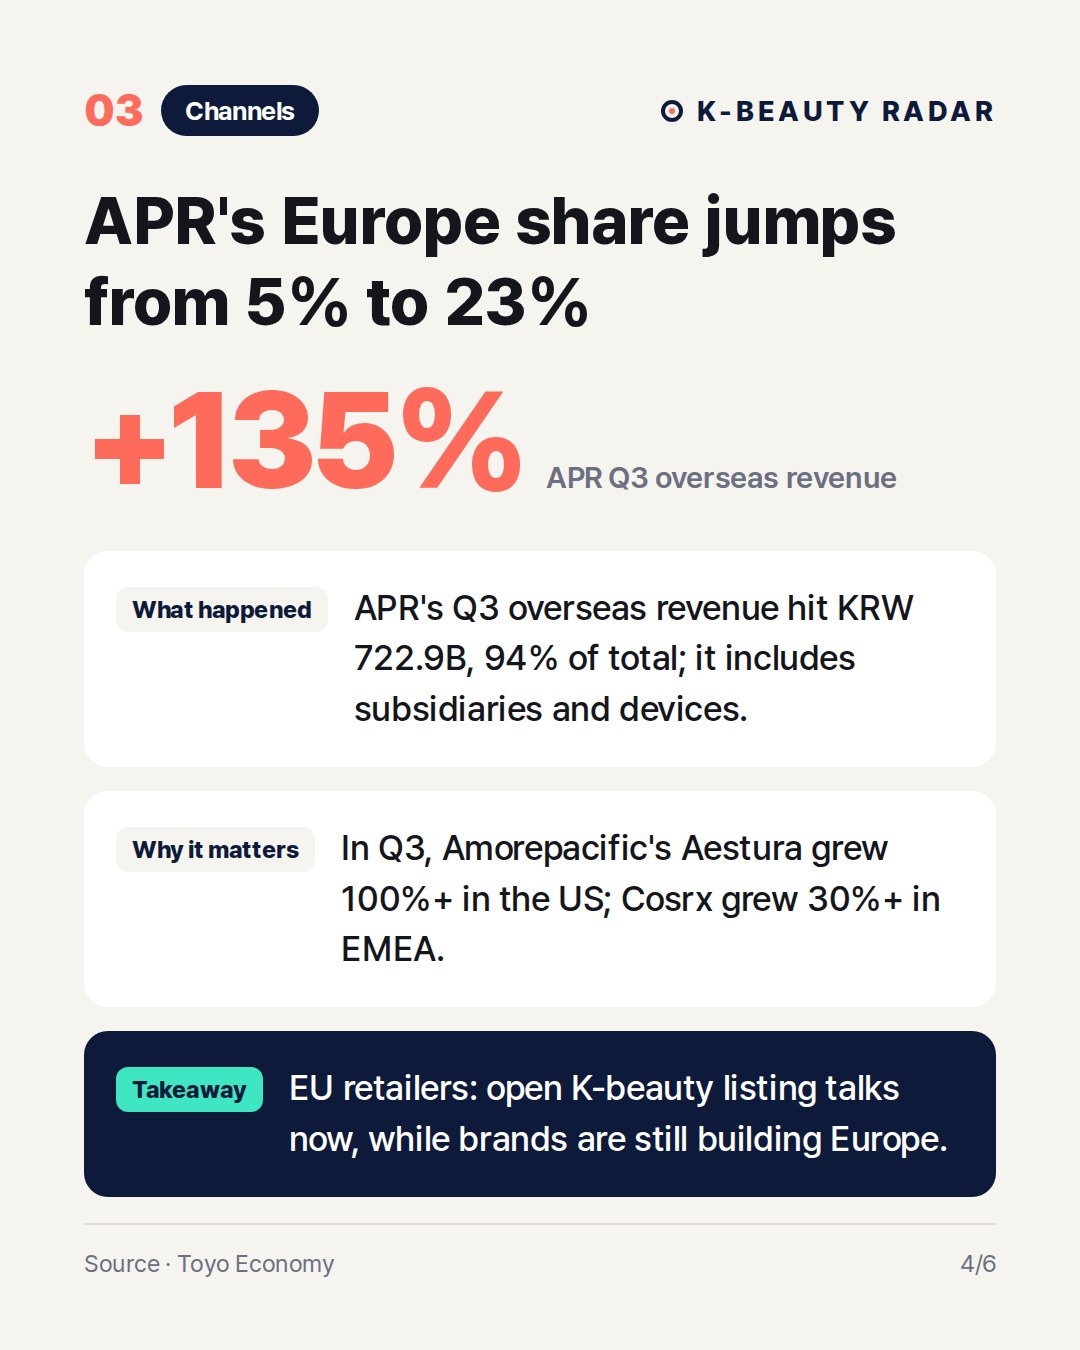 03 Channels
K-BEAUTY RADAR
APR's Europe share jumps
from 5% to 23%
+135% APR Q3 overseas revenue
What happened
APR's Q3 overseas revenue hit KRW
722.9B, 94% of total; it includes
subsidiaries and devices.
Why it matters
In Q3, Amorepacific's Aestura grew
100%+ in the US; Cosrx grew 30%+ in
EMEA.
Takeaway
EU retailers: open K-beauty listing talks
now, while brands are still building Europe.
Source · Toyo Economy
4/6